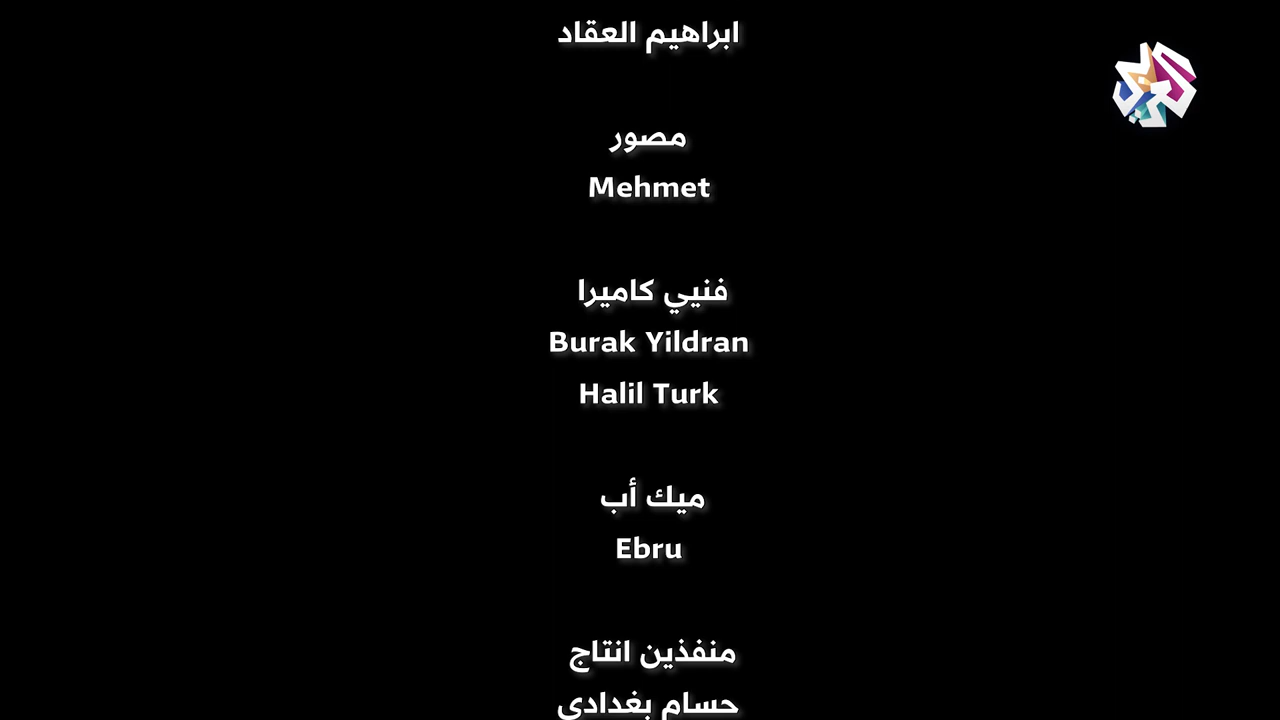 ابراهيم العقاد
مصور
Mehmet
فنيي كاميرا
Burak Yildran
Halil Turk
ميك أب
Ebru
منفذين انتاج
حسام بغدادي